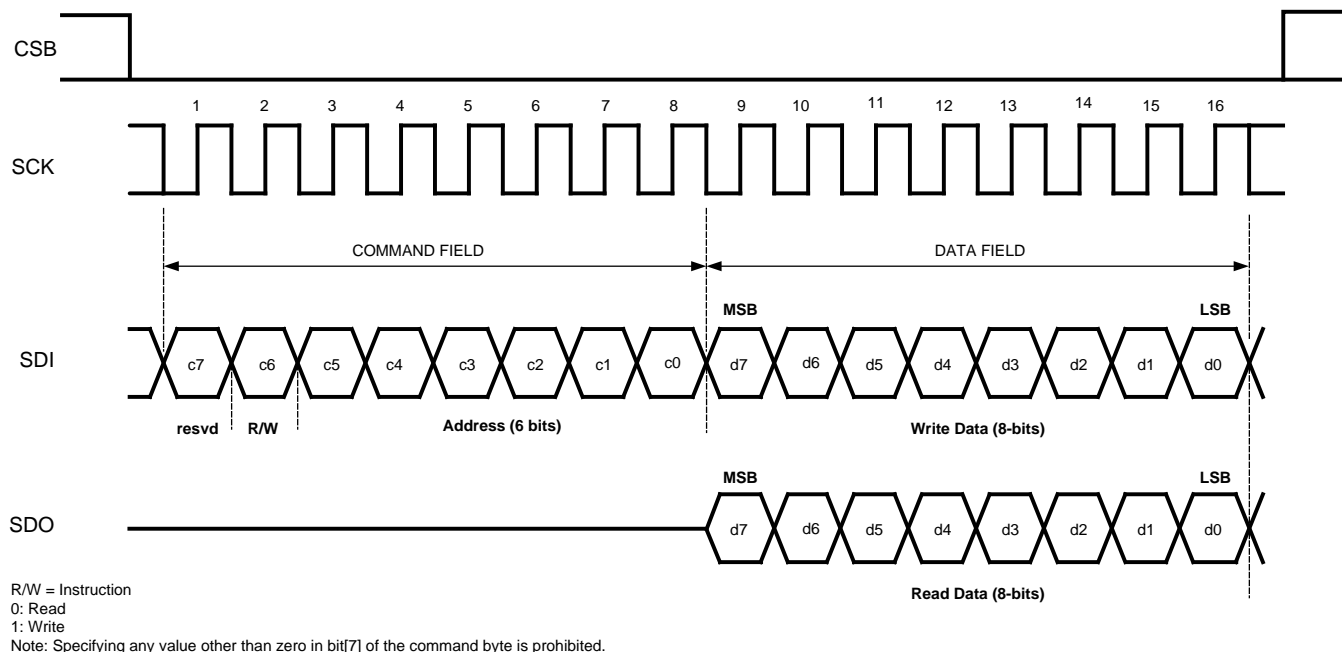 CSB
1 2 3 4 5 6 7 8 9 10 11 12 13 14 15 16
SCK
COMMAND FIELD DATA FIELD
MSB LSB
SDI c7 c6 c5 c4 c3 c2 c1 c0 d7 d6 d5 d4 d3 d2 d1 d0
resvd R/W Address (6 bits) Write Data (8-bits)
MSB LSB
SDO d7 d6 d5 d4 d3 d2 d1 d0
Read Data (8-bits)
R/W = Instruction
0: Read
1: Write
Note: Specifying any value other than zero in bit[7] of the command byte is prohibited.